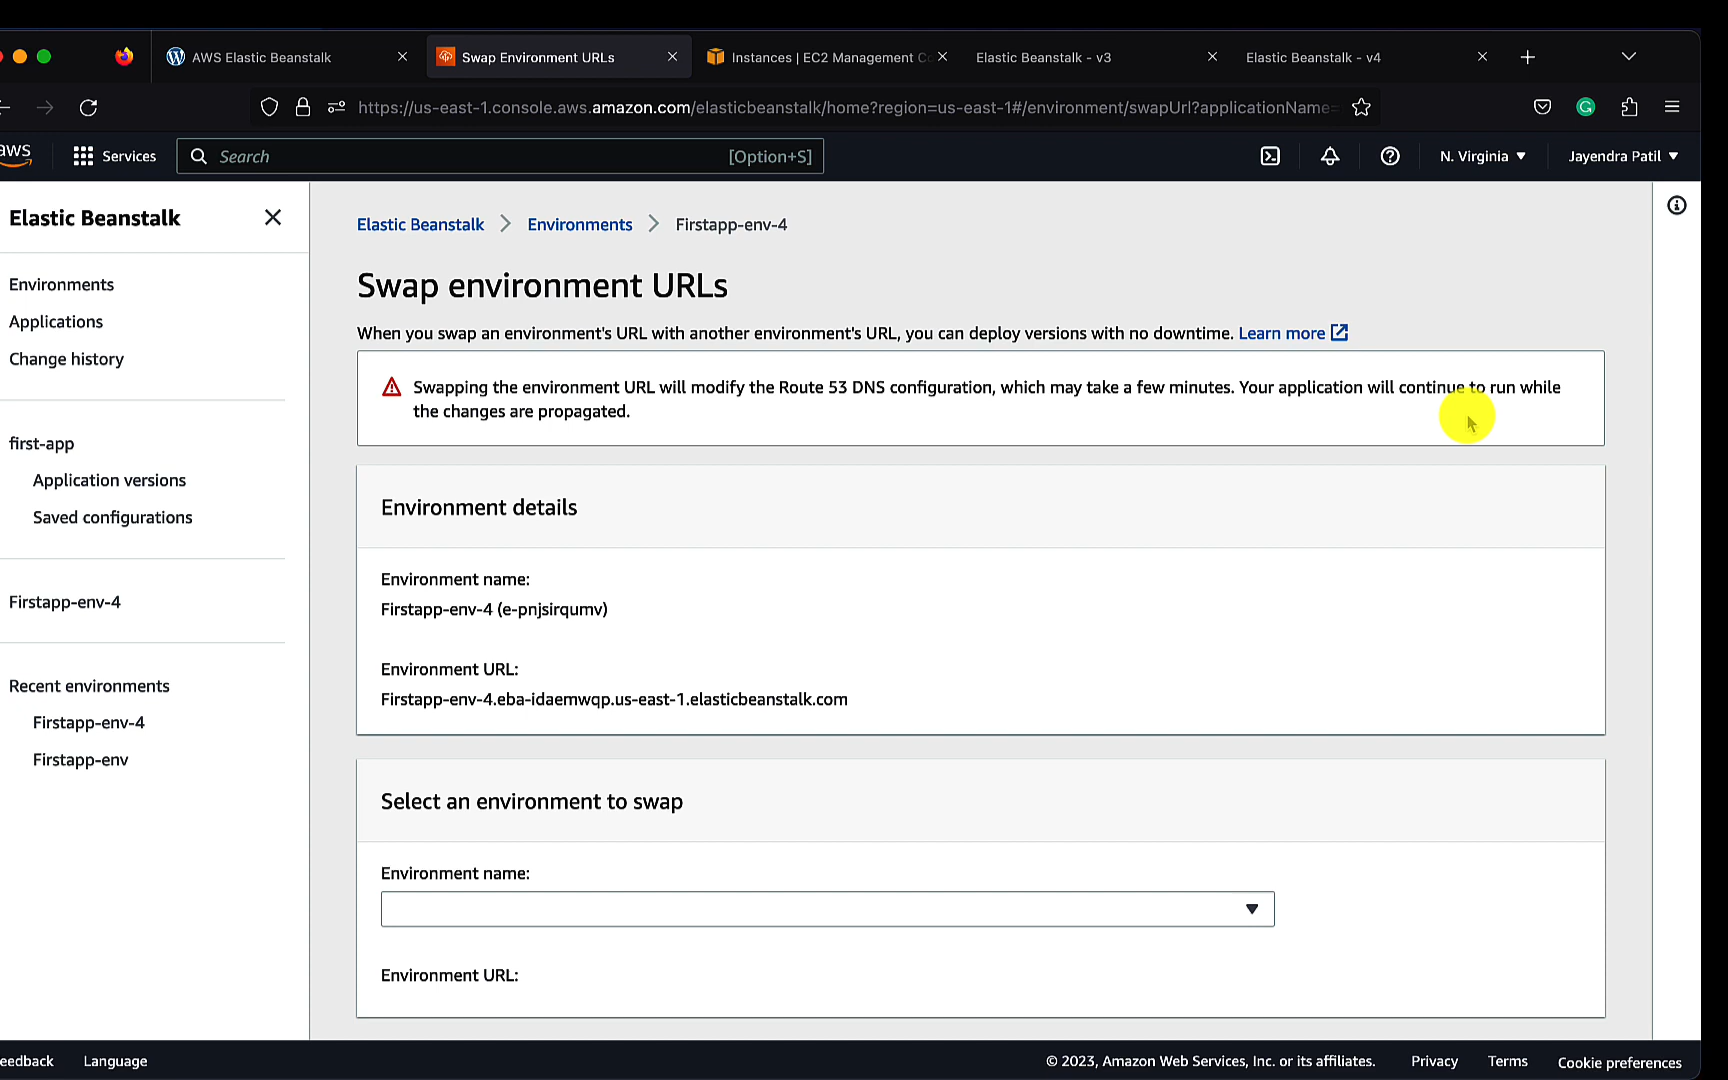 AWS Elastic Beanstalk
Swap Environment URLs
Instances | EC2 Management Co
Elastic Beanstalk - v3
Elastic Beanstalk - v4
https://us-east-1.console.aws.amazon.com/elasticbeanstalk/home?region=us-east-1#/environment/swapUrl?applicationName=
G
aws
Services
Search
[Option+S]
N. Virginia
Jayendra Patil
Elastic Beanstalk
Environments
Applications
Change history
first-app
Application versions
Saved configurations
Firstapp-env-4
Recent environments
Firstapp-env-4
Firstapp-env
Elastic Beanstalk
Environments
Firstapp-env-4
Swap environment URLs
When you swap an environment's URL with another environment's URL, you can deploy versions with no downtime. Learn more
Swapping the environment URL will modify the Route 53 DNS configuration, which may take a few minutes. Your application will continue to run while
the changes are propagated.
Environment details
Environment name:
Firstapp-env-4 (e-pnjsirqumv)
Environment URL:
Firstapp-env-4.eba-idaemwqp.us-east-1.elasticbeanstalk.com
Select an environment to swap
Environment name:
Environment URL:
eedback
Language
© 2023, Amazon Web Services, Inc. or its affiliates.
Privacy
Terms
Cookie preferences